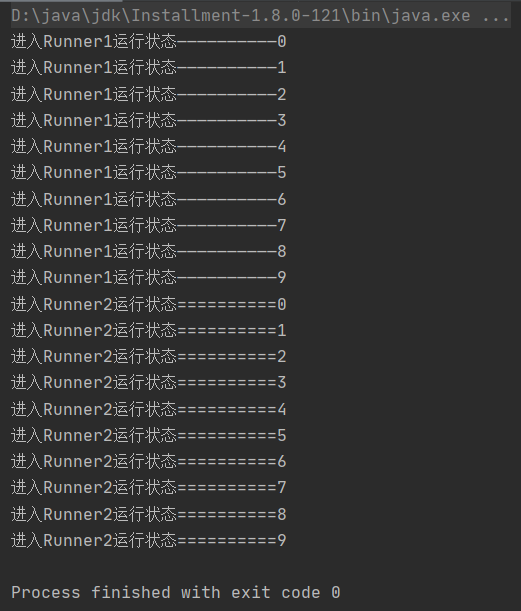 D:\java\jdk\Installment-1.8.0-121\bin\java.exe ...
进入Runner1运行状态——————————0
进入Runner1运行状态——————————1
进入Runner1运行状态——————————2
进入Runner1运行状态——————————3
进入Runner1运行状态——————————4
进入Runner1运行状态——————————5
进入Runner1运行状态——————————6
进入Runner1运行状态——————————7
进入Runner1运行状态——————————8
进入Runner1运行状态——————————9
进入Runner2运行状态==========0
进入Runner2运行状态==========1
进入Runner2运行状态==========2
进入Runner2运行状态==========3
进入Runner2运行状态==========4
进入Runner2运行状态==========5
进入Runner2运行状态==========6
进入Runner2运行状态==========7
进入Runner2运行状态==========8
进入Runner2运行状态==========9
Process finished with exit code 0